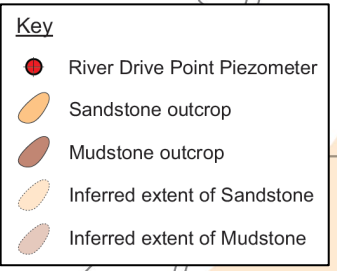 Key
River Drive Point Piezometer
Sandstone outcrop
Mudstone outcrop
Inferred extent of Sandstone
Inferred extent of Mudstone